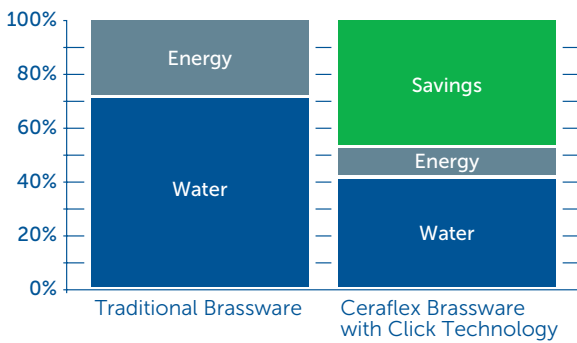 100%
80%
60%
40%
20%
0%
Energy
Water
Savings
Energy
Water
Traditional Brassware
Ceraflex Brassware
with Click Technology